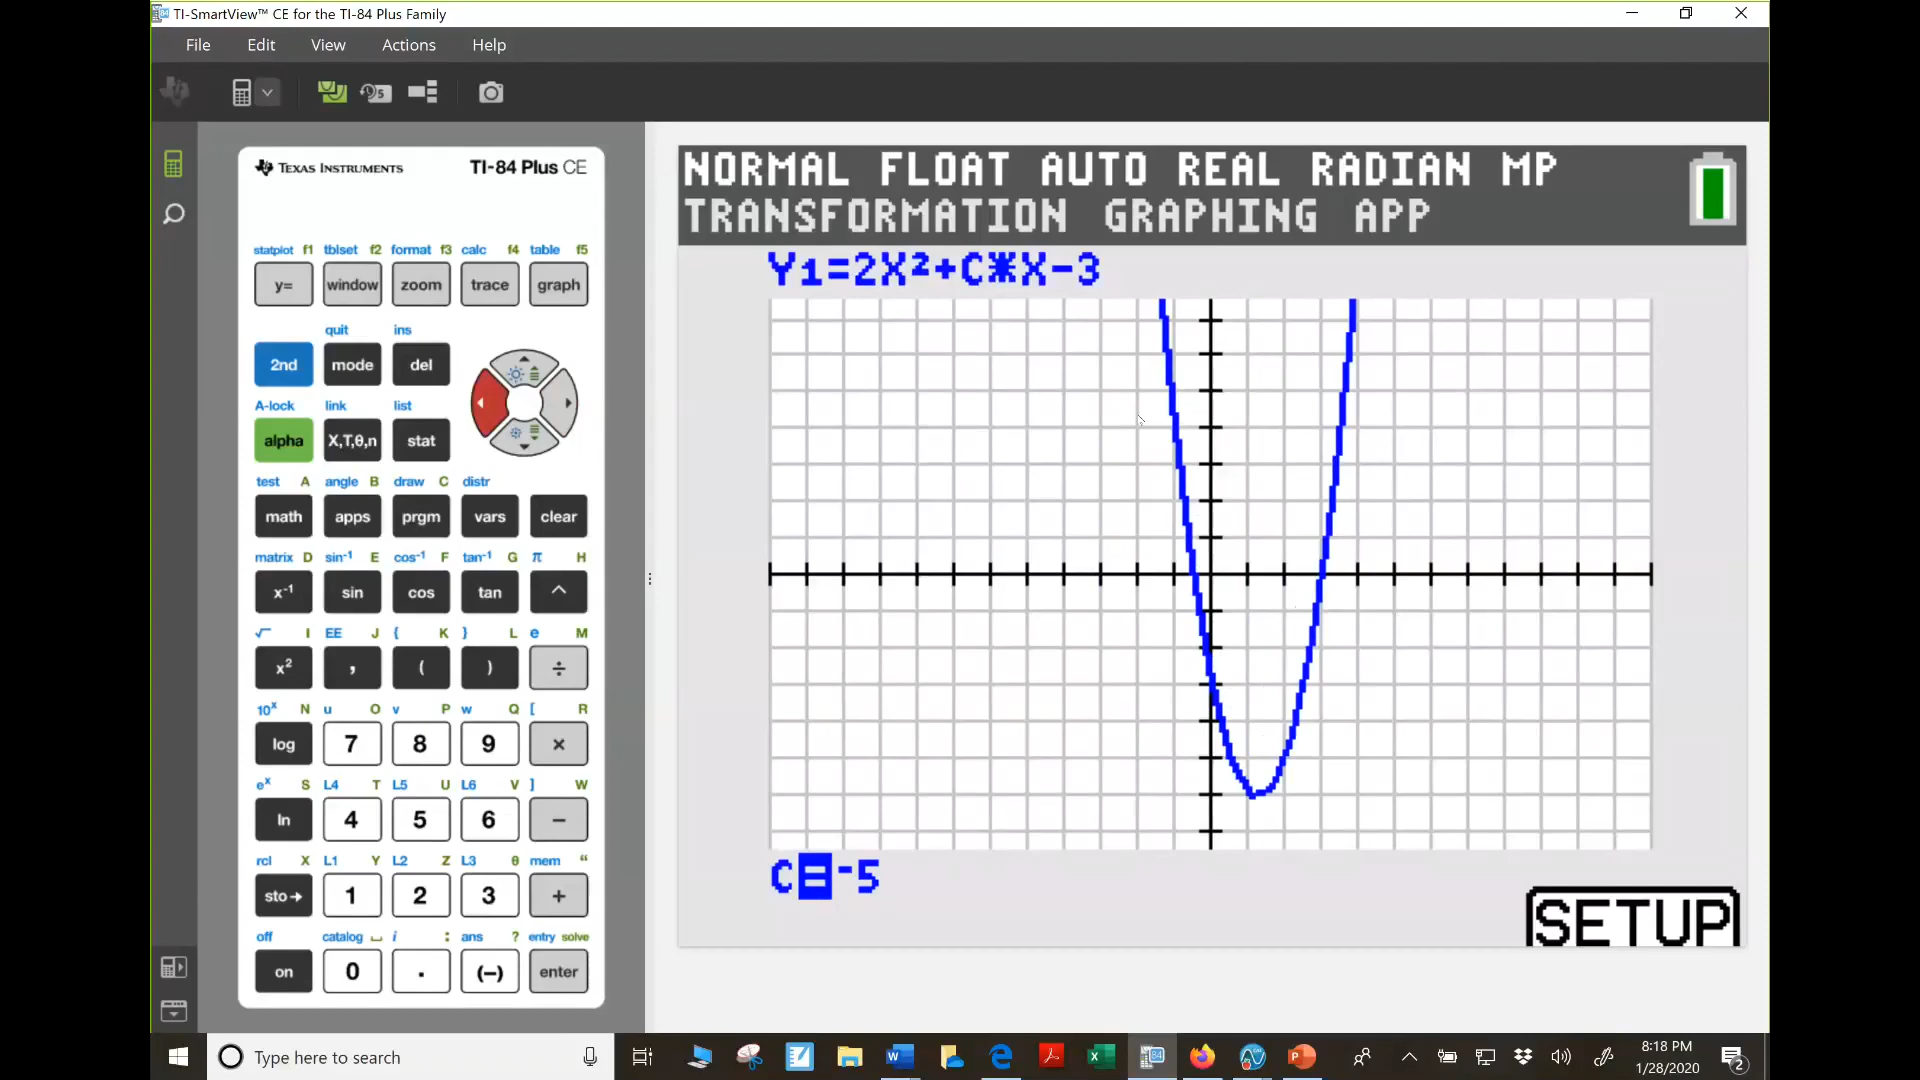 TI-SmartView™ CE for the TI-84 Plus Family
File Edit View Actions Help
TEXAS INSTRUMENTS TI-84 Plus CE
statplot f1 tblset f2 format f3 calc f4 table f5
y= window zoom trace graph
quit ins
2nd mode del
A-lock link list
alpha X,T,θ,n stat
test A angle B draw C distr
math apps prgm vars clear
matrix D sin⁻¹ E cos⁻¹ F tan⁻¹ G π H
x⁻¹ sin cos tan ^
√ I EE J { K } L e M
x² , ( ) ÷
10ˣ N u O v P w Q [ R
log 7 8 9 ×
eˣ S L4 T L5 U L6 V ] W
ln 4 5 6 −
rcl X L1 Y L2 Z L3 θ mem “
sto→ 1 2 3 +
off catalog ⎵ i : ans ? entry solve
on 0 . (−) enter
NORMAL FLOAT AUTO REAL RADIAN MP
TRANSFORMATION GRAPHING APP
Y1=2X²+C*X-3
C=-5
SETUP
Type here to search
8:18 PM
1/28/2020
2